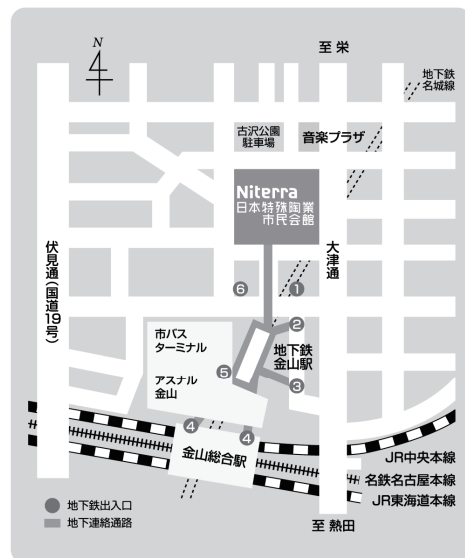 N
至 栄
地下鉄
名城線
古沢公園
駐車場
音楽プラザ
Niterra
日本特殊陶業
市民会館
伏見通(国道19号)
大津通
6
1
2
市バス
ターミナル
地下鉄
金山駅
5
3
アスナル
金山
4
4
金山総合駅
JR中央本線
名鉄名古屋本線
JR東海道本線
地下鉄出入口
地下連絡通路
至 熱田